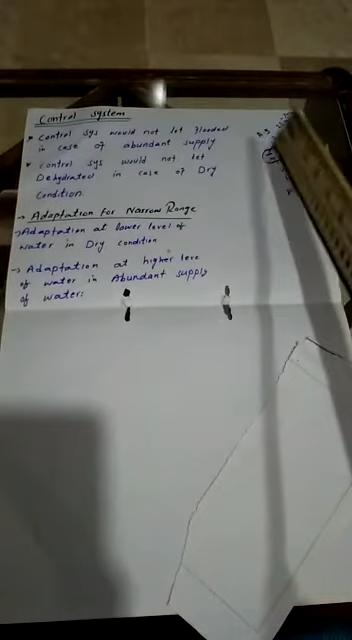 Control system
• Control sys would not let flooded
in case of abundant supply
• control sys would not let
Dehydrated in case of Dry
Condition
→ Adaptation for Narrow Range
→ Adaptation at lower level of
water in Dry condition
→ Adaptation at higher leve
of water in Abundant supply
of water: